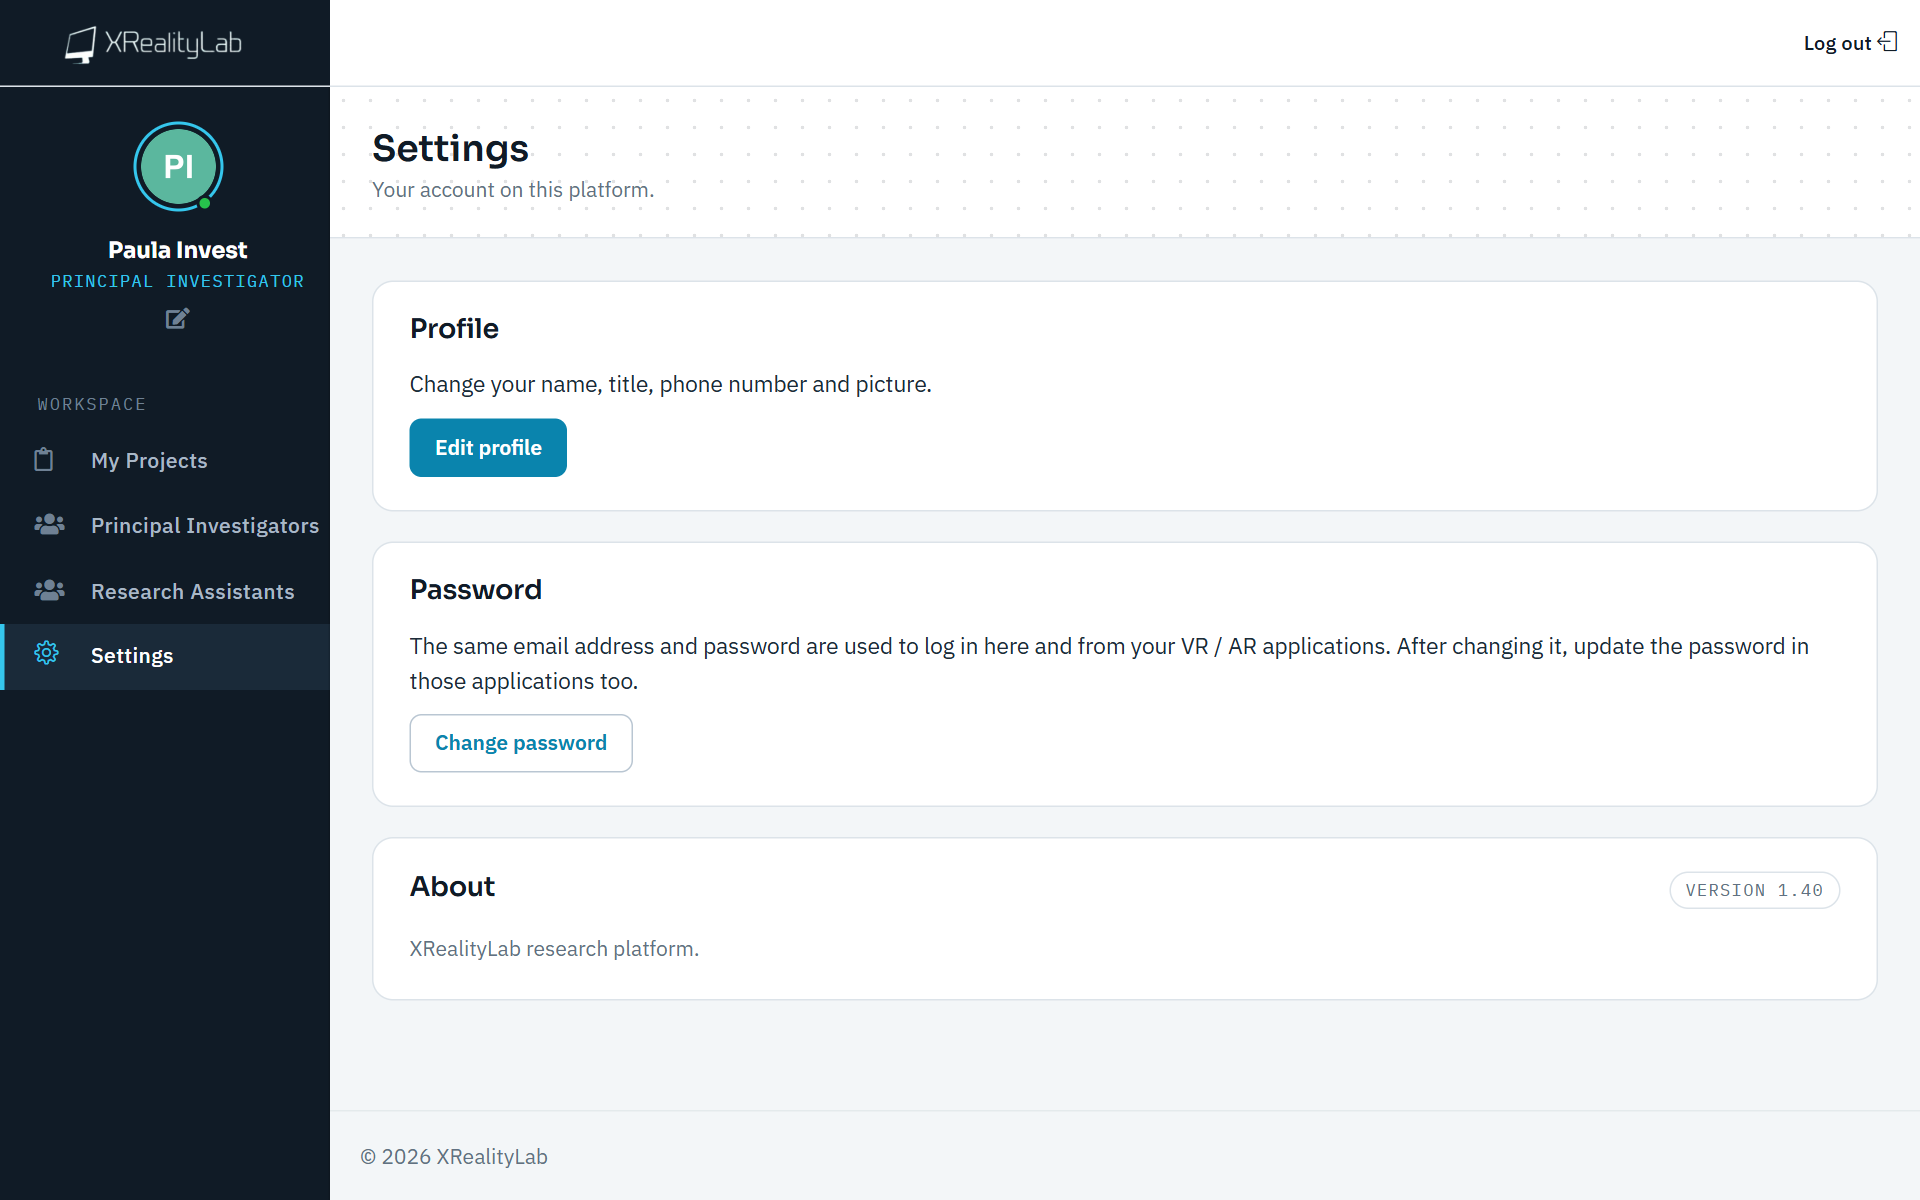 XRealityLab
Log out
PI
Paula Invest
PRINCIPAL INVESTIGATOR
WORKSPACE
My Projects
Principal Investigators
Research Assistants
Settings
Settings
Your account on this platform.
Profile
Change your name, title, phone number and picture.
Edit profile
Password
The same email address and password are used to log in here and from your VR / AR applications. After changing it, update the password in
those applications too.
Change password
About
VERSION 1.40
XRealityLab research platform.
© 2026 XRealityLab